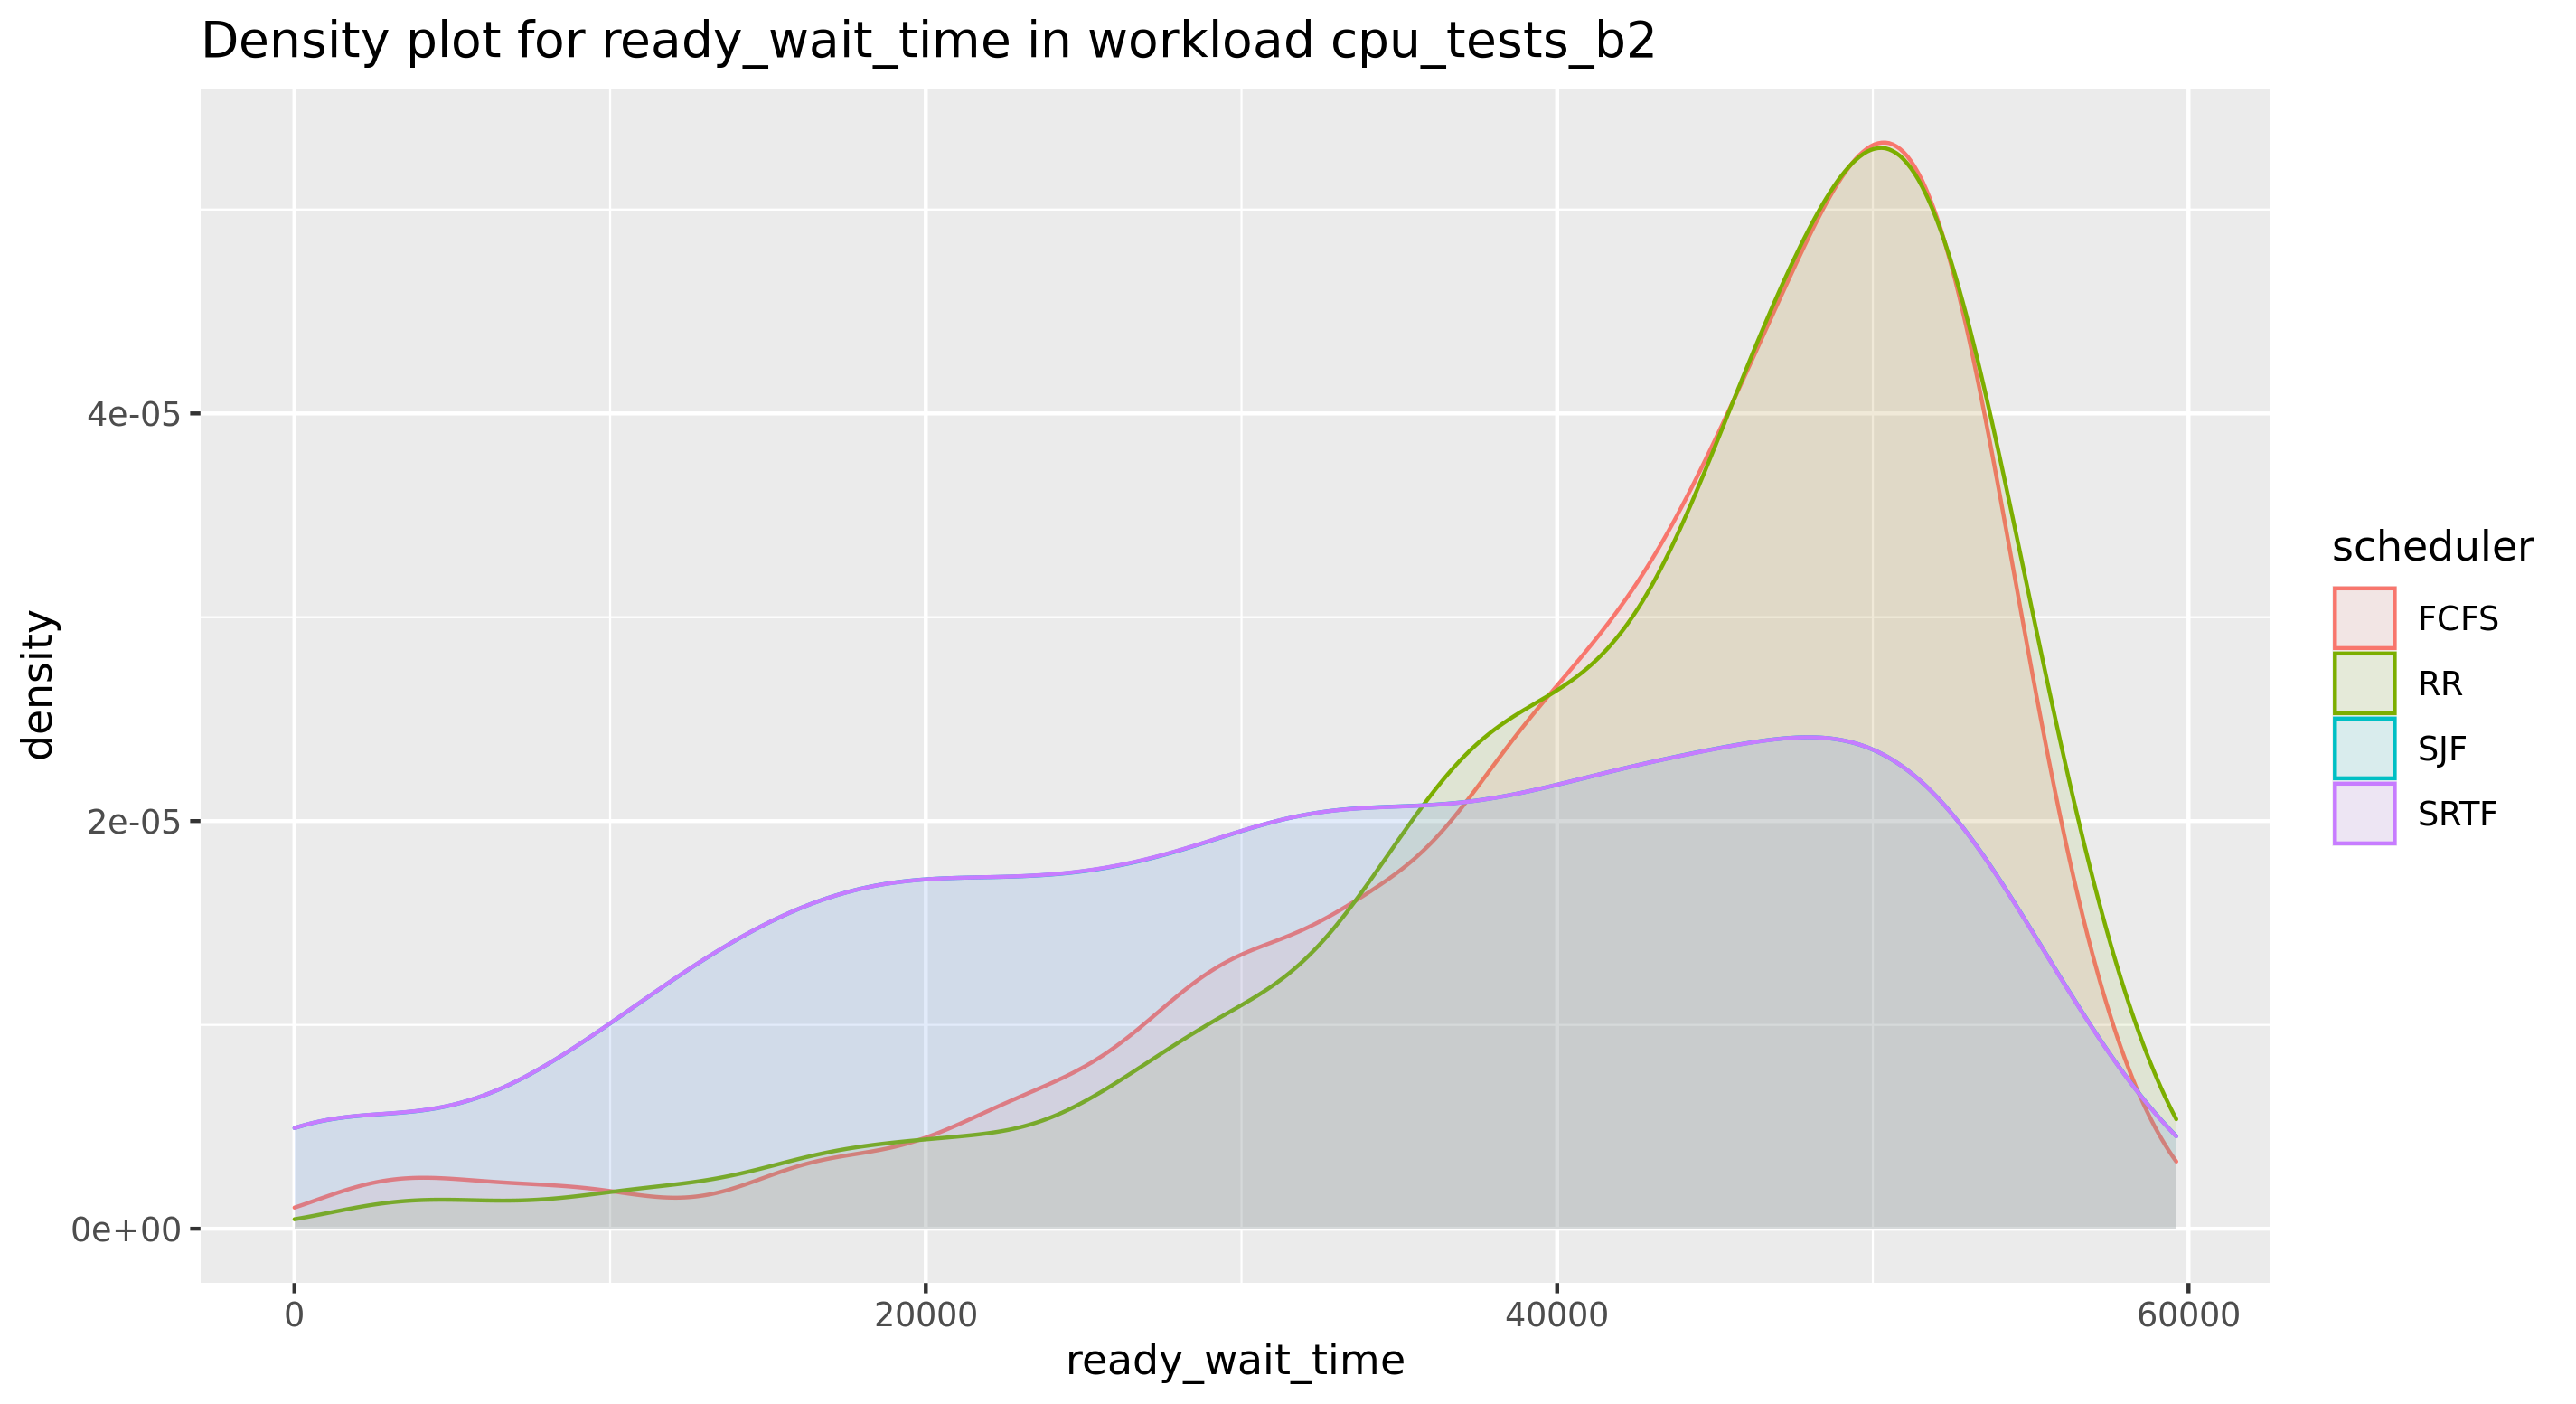 Density plot for ready_wait_time in workload cpu_tests_b2
density
4e-05
2e-05
0e+00
0
20000
40000
60000
ready_wait_time
scheduler
FCFS
RR
SJF
SRTF